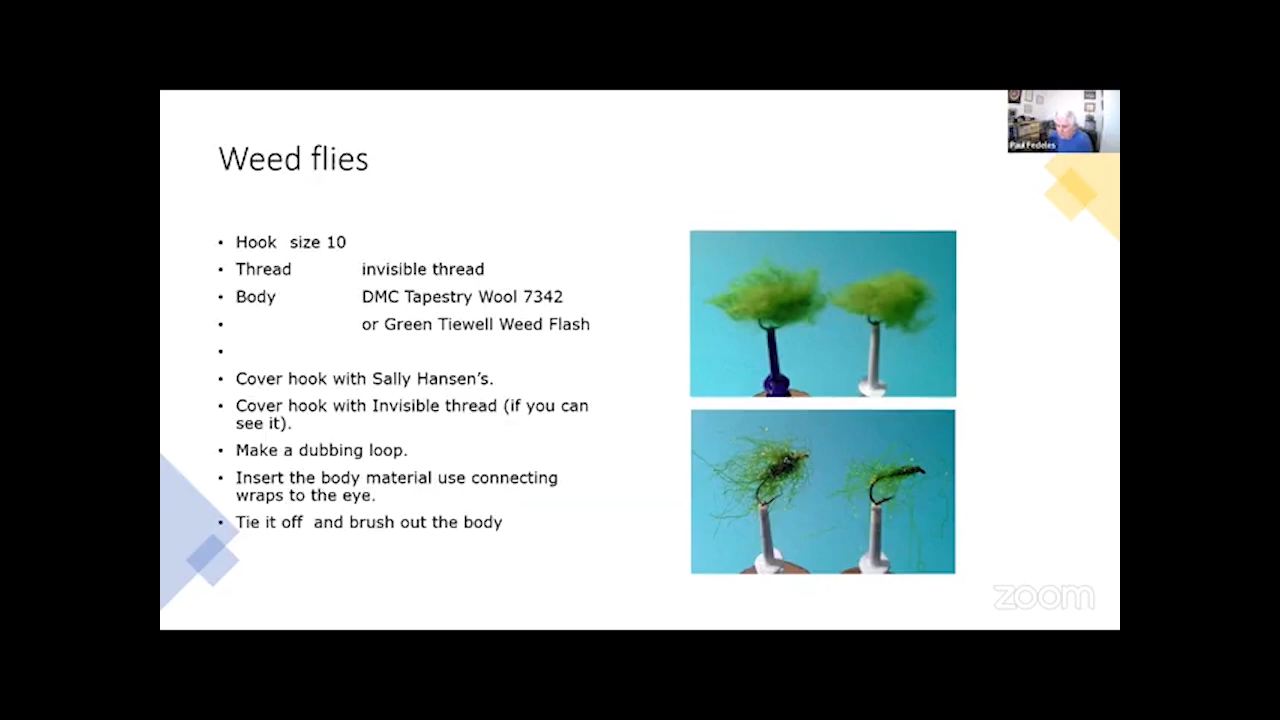 Paul Fedeles
Weed flies
• Hook size 10
• Thread invisible thread
• Body DMC Tapestry Wool 7342
• or Green Tiewell Weed Flash
•
• Cover hook with Sally Hansen’s.
• Cover hook with Invisible thread (if you can
see it).
• Make a dubbing loop.
• Insert the body material use connecting
wraps to the eye.
• Tie it off and brush out the body
zoom